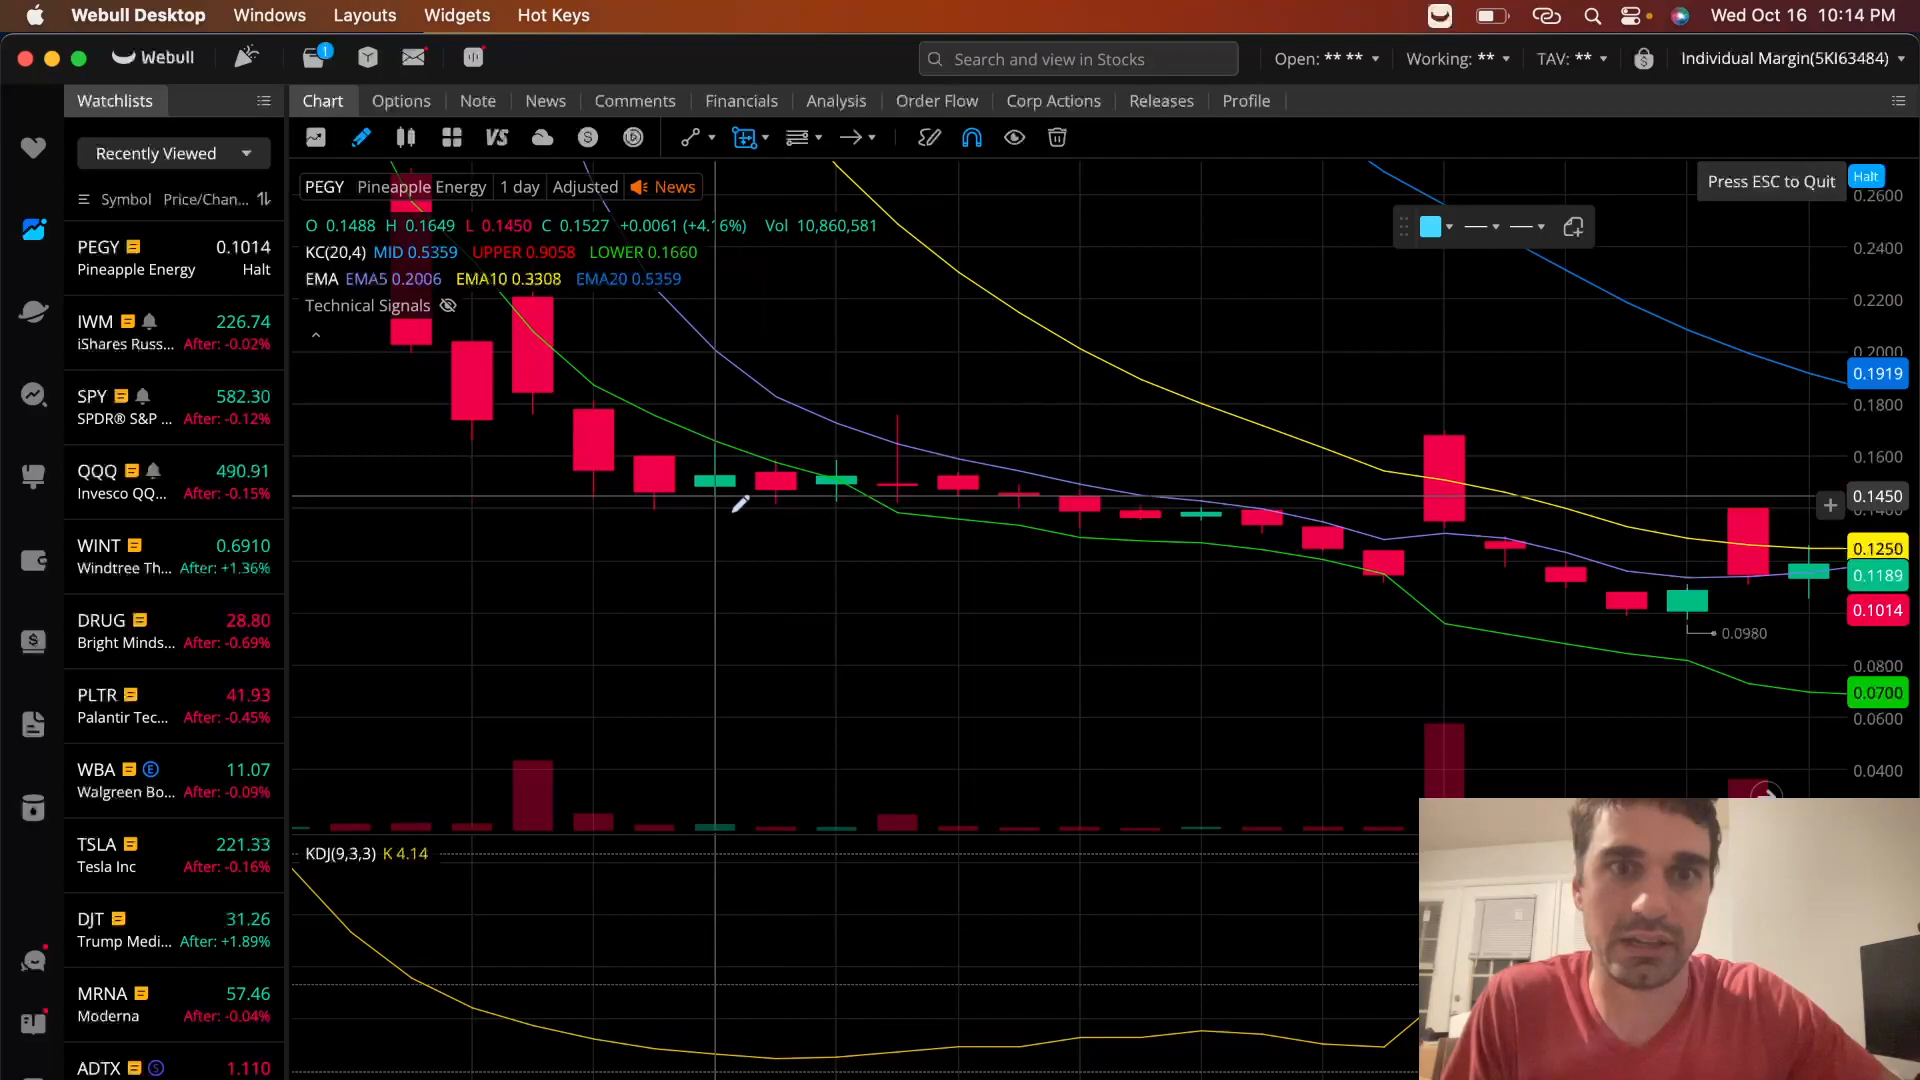 Webull Desktop Windows Layouts Widgets Hot Keys Wed Oct 16 10:14 PM
Webull 1 Search and view in Stocks Open: ** ** Working: ** TAV: ** Individual Margin(5KI63484)
Watchlists Chart Options Note News Comments Financials Analysis Order Flow Corp Actions Releases Profile
Recently Viewed VS
Symbol Price/Chan...
PEGY Pineapple Energy 1 day Adjusted News
Press ESC to Quit Halt
O 0.1488 H 0.1649 L 0.1450 C 0.1527 +0.0061 (+4.16%) Vol 10,860,581
KC(20,4) MID 0.5359 UPPER 0.9058 LOWER 0.1660
EMA EMA5 0.2006 EMA10 0.3308 EMA20 0.5359
Technical Signals
PEGY 0.1014
Pineapple Energy Halt
IWM 226.74
iShares Russ... After: -0.02%
SPY 582.30
SPDR® S&P ... After: -0.12%
QQQ 490.91
Invesco QQ... After: -0.15%
WINT 0.6910
Windtree Th... After: +1.36%
DRUG 28.80
Bright Minds... After: -0.69%
PLTR 41.93
Palantir Tec... After: -0.45%
WBA E 11.07
Walgreen Bo... After: -0.09%
TSLA 221.33
Tesla Inc After: -0.16%
DJT 31.26
Trump Medi... After: +1.89%
MRNA 57.46
Moderna After: -0.04%
ADTX S 1.110
0.2600
0.2400
0.2200
0.2000
0.1919
0.1800
0.1600
0.1450
0.1250
0.1189
0.1014
0.0980
0.0800
0.0700
0.0600
0.0400
KDJ(9,3,3) K 4.14